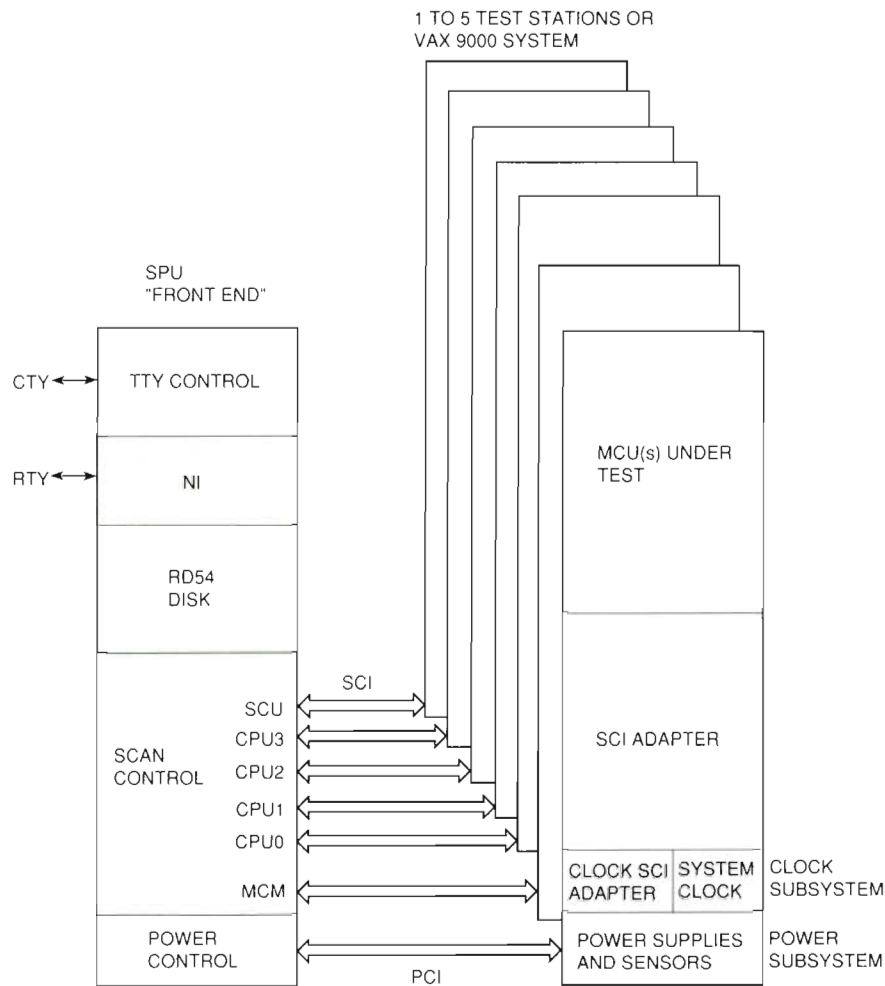 1 TO 5 TEST STATIONS OR
VAX 9000 SYSTEM
SPU
"FRONT END"
CTY
TTY CONTROL
RTY
NI
RD54
DISK
SCAN
CONTROL
SCU
CPU3
CPU2
CPU1
CPU0
MCM
SCI
POWER
CONTROL
PCI
MCU(s) UNDER
TEST
SCI ADAPTER
CLOCK SCI
ADAPTER
SYSTEM
CLOCK
CLOCK
SUBSYSTEM
POWER SUPPLIES
AND SENSORS
POWER
SUBSYSTEM